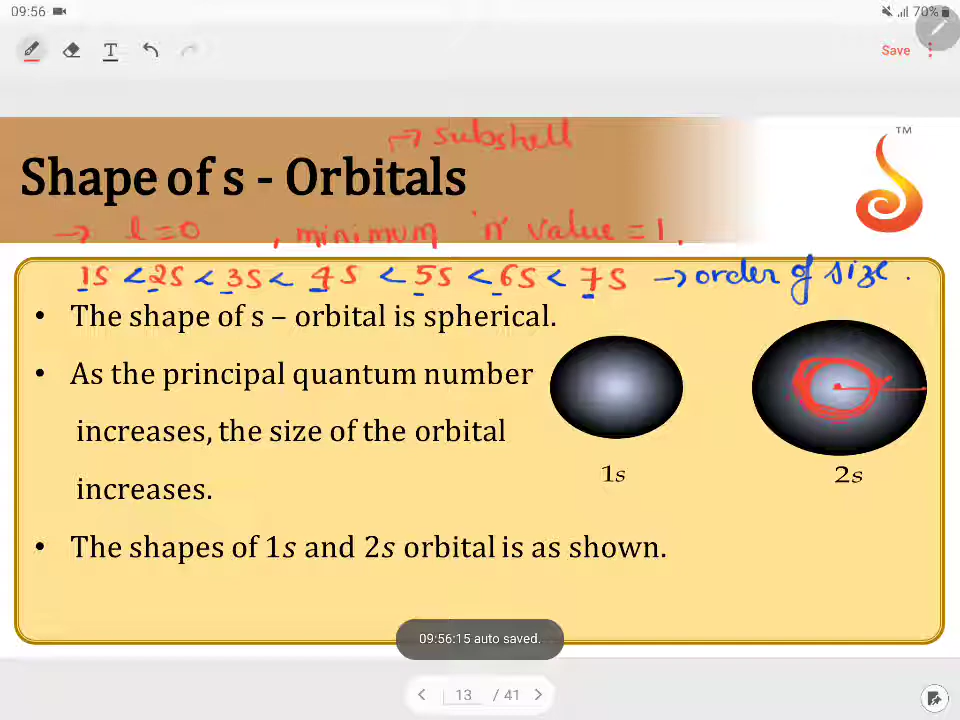 09:56
70%
T
Save
→ subshell
TM
Shape of s - Orbitals
→ l=0 , minimum 'n' value = 1.
1s < 2s < 3s < 4s < 5s < 6s < 7s → order of size.
• The shape of s – orbital is spherical.
• As the principal quantum number
increases, the size of the orbital
increases.
1s
2s
• The shapes of 1s and 2s orbital is as shown.
09:56:15 auto saved.
< 13 / 41 >